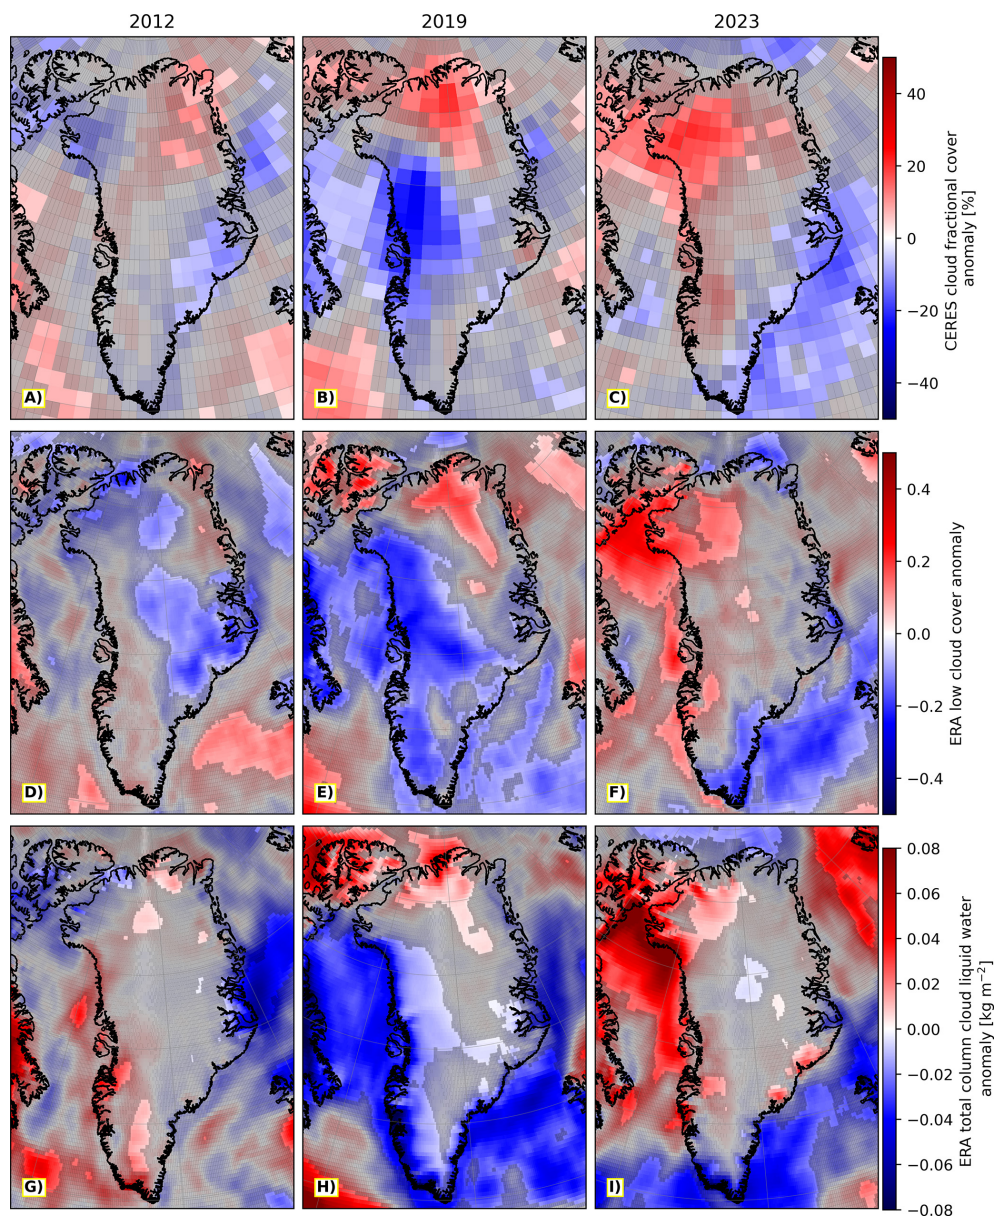 2012 2019 2023
A) B) C)
40
20
0
−20
−40
CERES cloud fractional cover
anomaly [%]
D) E) F)
0.4
0.2
0.0
−0.2
−0.4
ERA low cloud cover anomaly
G) H) I)
0.08
0.06
0.04
0.02
0.00
−0.02
−0.04
−0.06
−0.08
ERA total column cloud liquid water
anomaly [kg m⁻²]